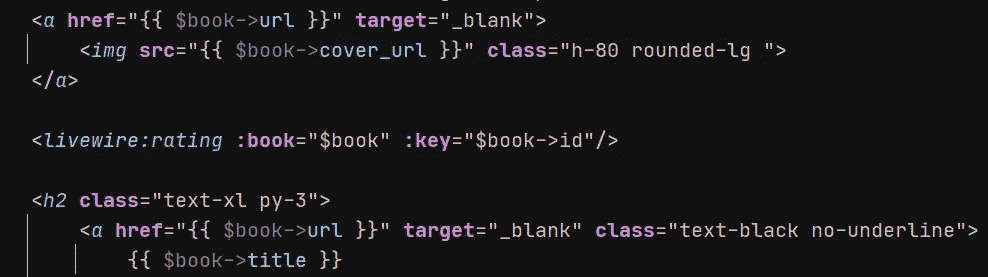 <a href="{{ $book->url }}" target="_blank">
<img src="{{ $book->cover_url }}" class="h-80 rounded-lg ">
</a>
<livewire:rating :book="$book" :key="$book->id"/>
<h2 class="text-xl py-3">
<a href="{{ $book->url }}" target="_blank" class="text-black no-underline">
{{ $book->title }}